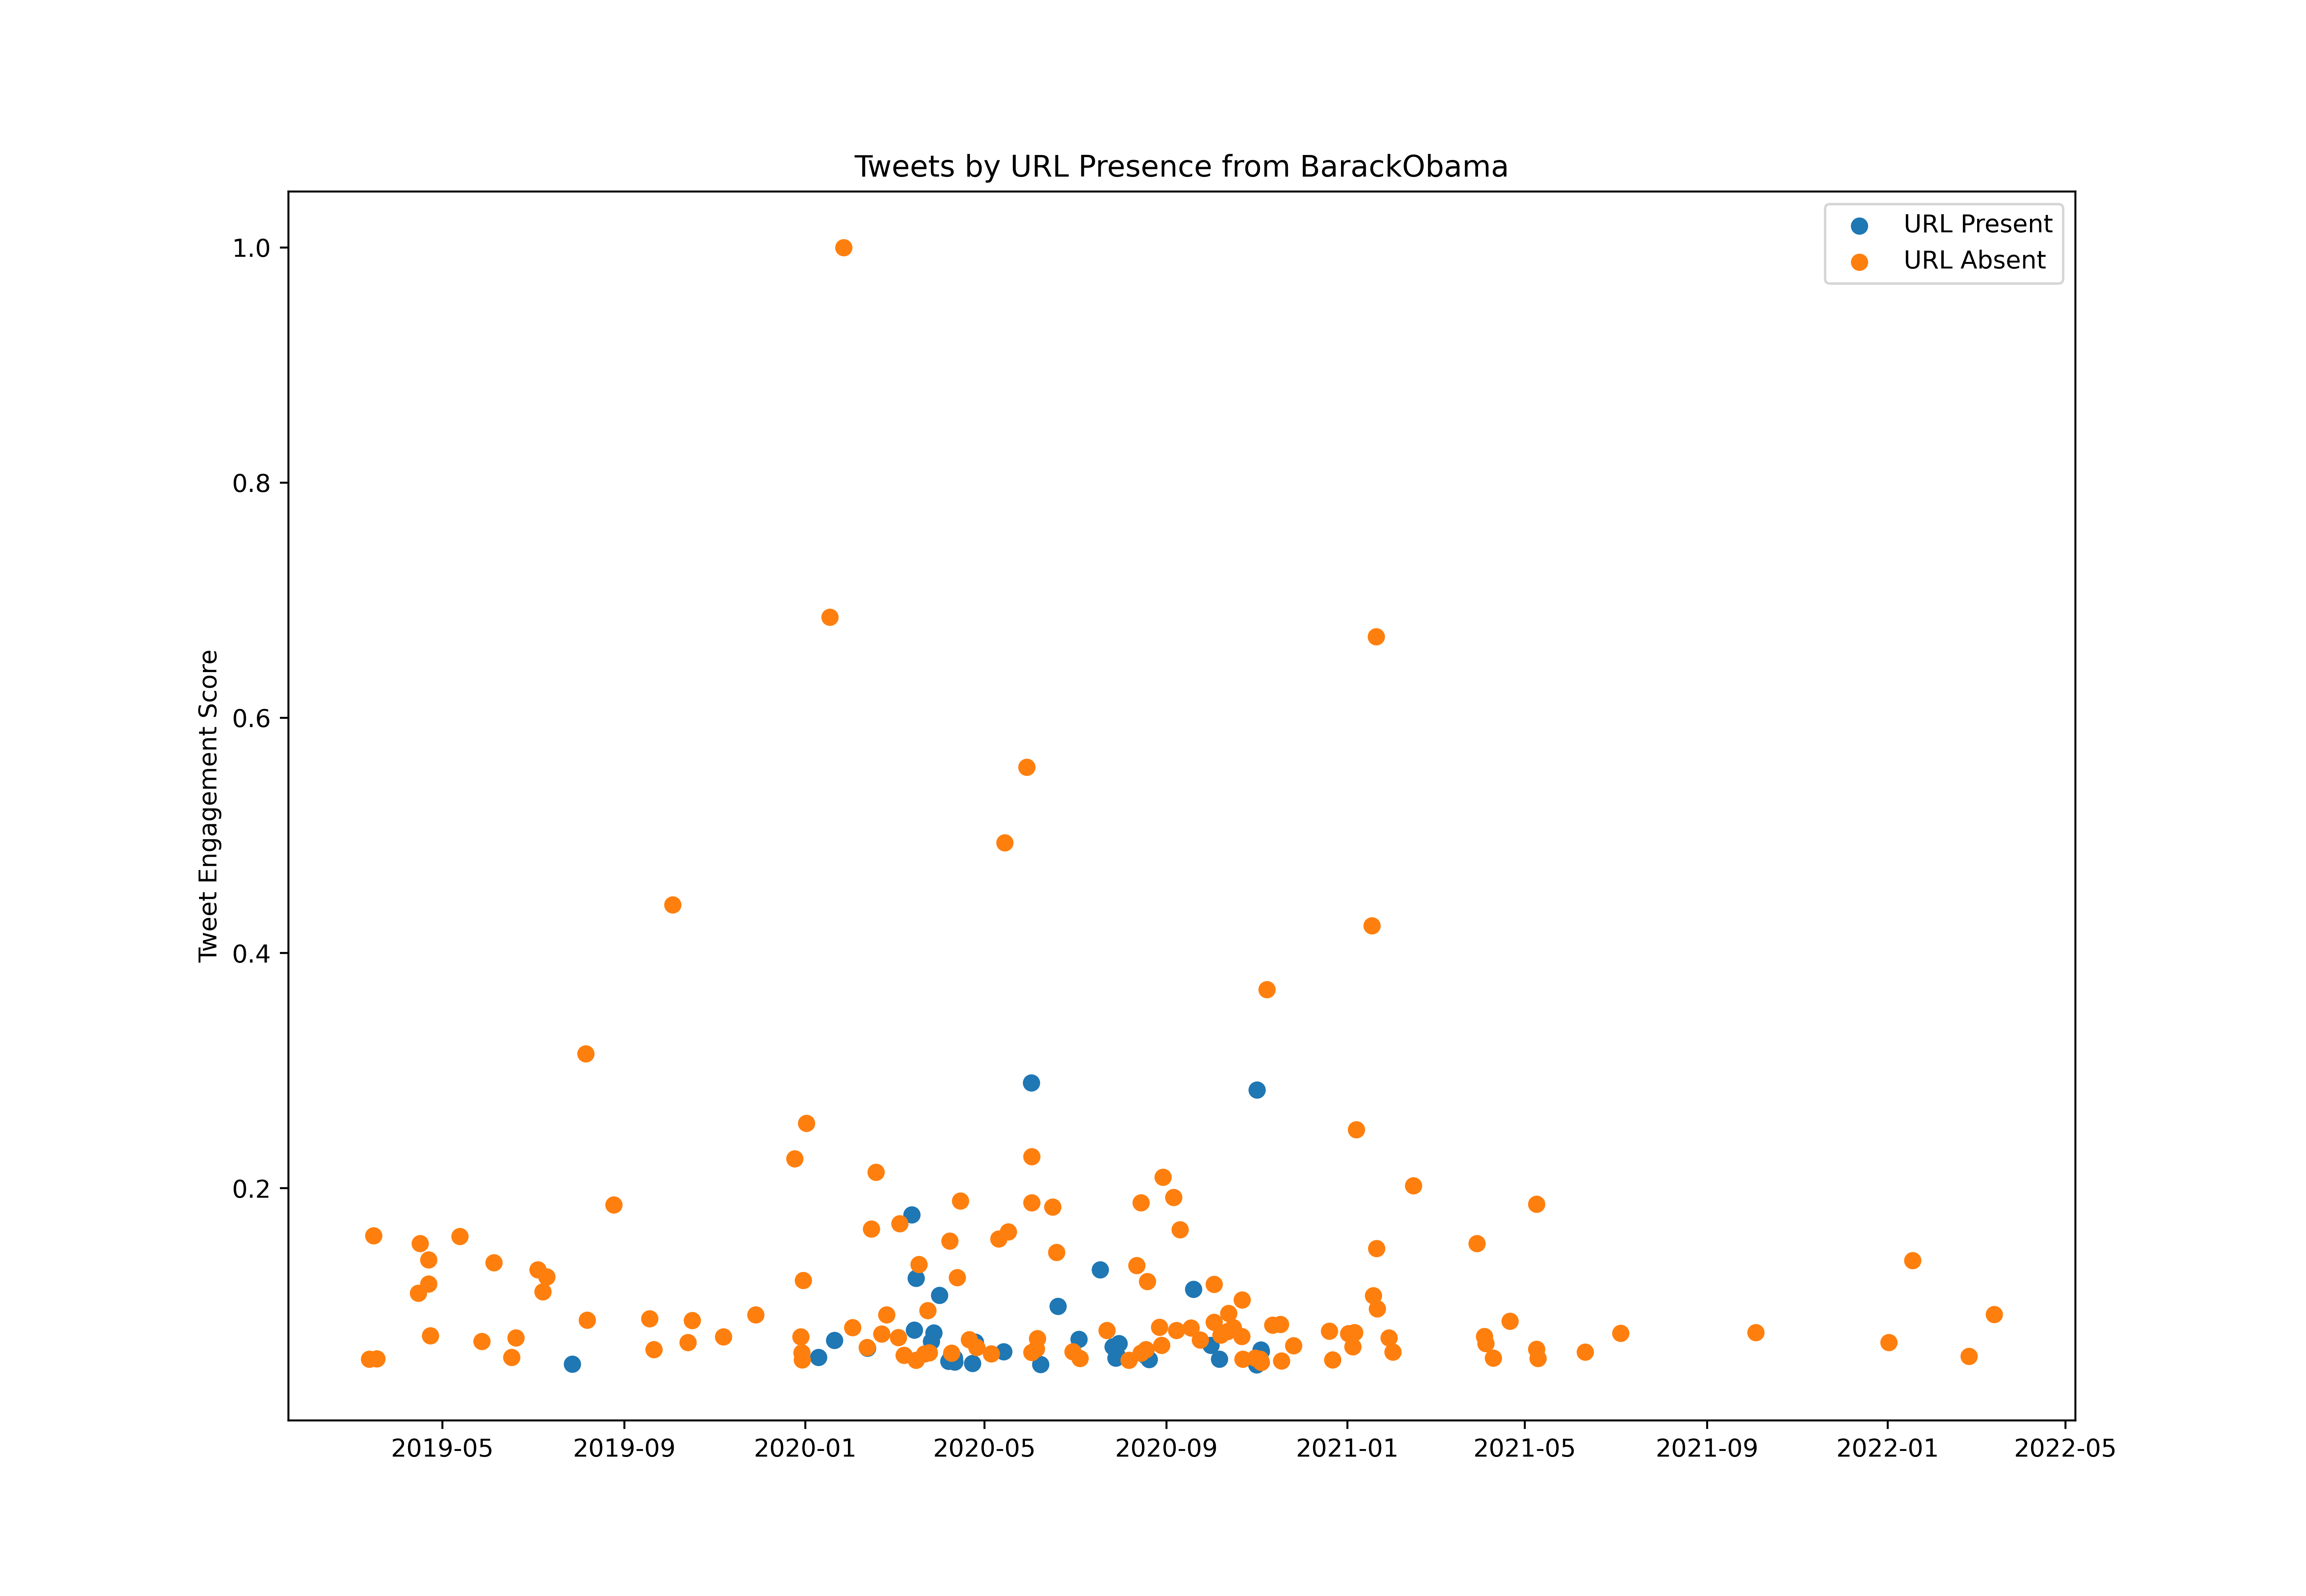 Tweets by URL Presence from BarackObama
URL Present
URL Absent
Tweet Engagement Score
1.0
0.8
0.6
0.4
0.2
2019-05 2019-09 2020-01 2020-05 2020-09 2021-01 2021-05 2021-09 2022-01 2022-05